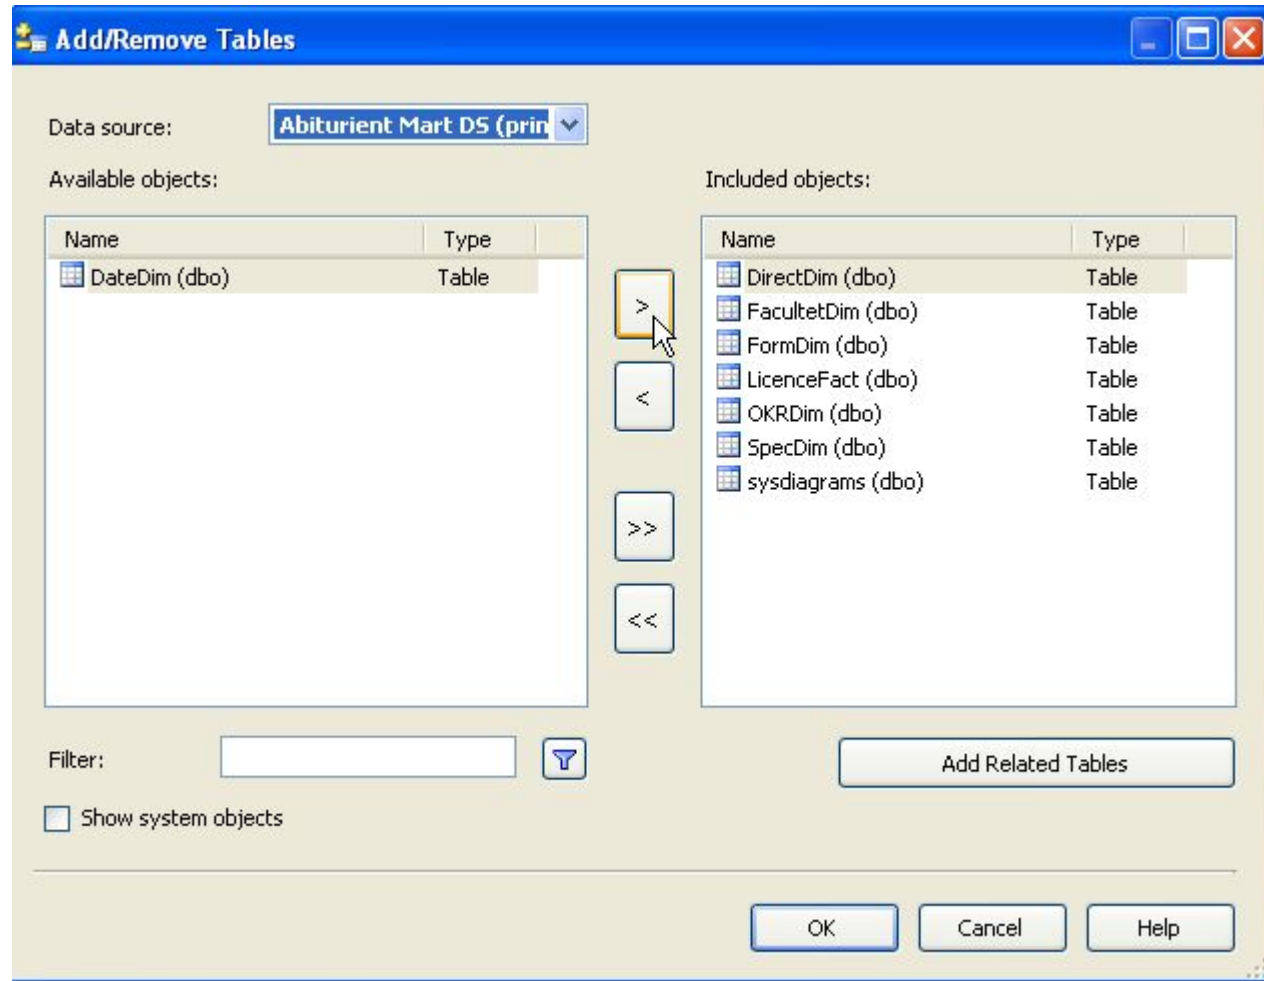 Add/Remove Tables
Data source: Abiturient Mart DS (prin
Available objects:
Name Type
DateDim (dbo) Table
>
<
>>
<<
Included objects:
Name Type
DirectDim (dbo) Table
FacultetDim (dbo) Table
FormDim (dbo) Table
LicenceFact (dbo) Table
OKRDim (dbo) Table
SpecDim (dbo) Table
sysdiagrams (dbo) Table
Filter:
Add Related Tables
Show system objects
OK Cancel Help